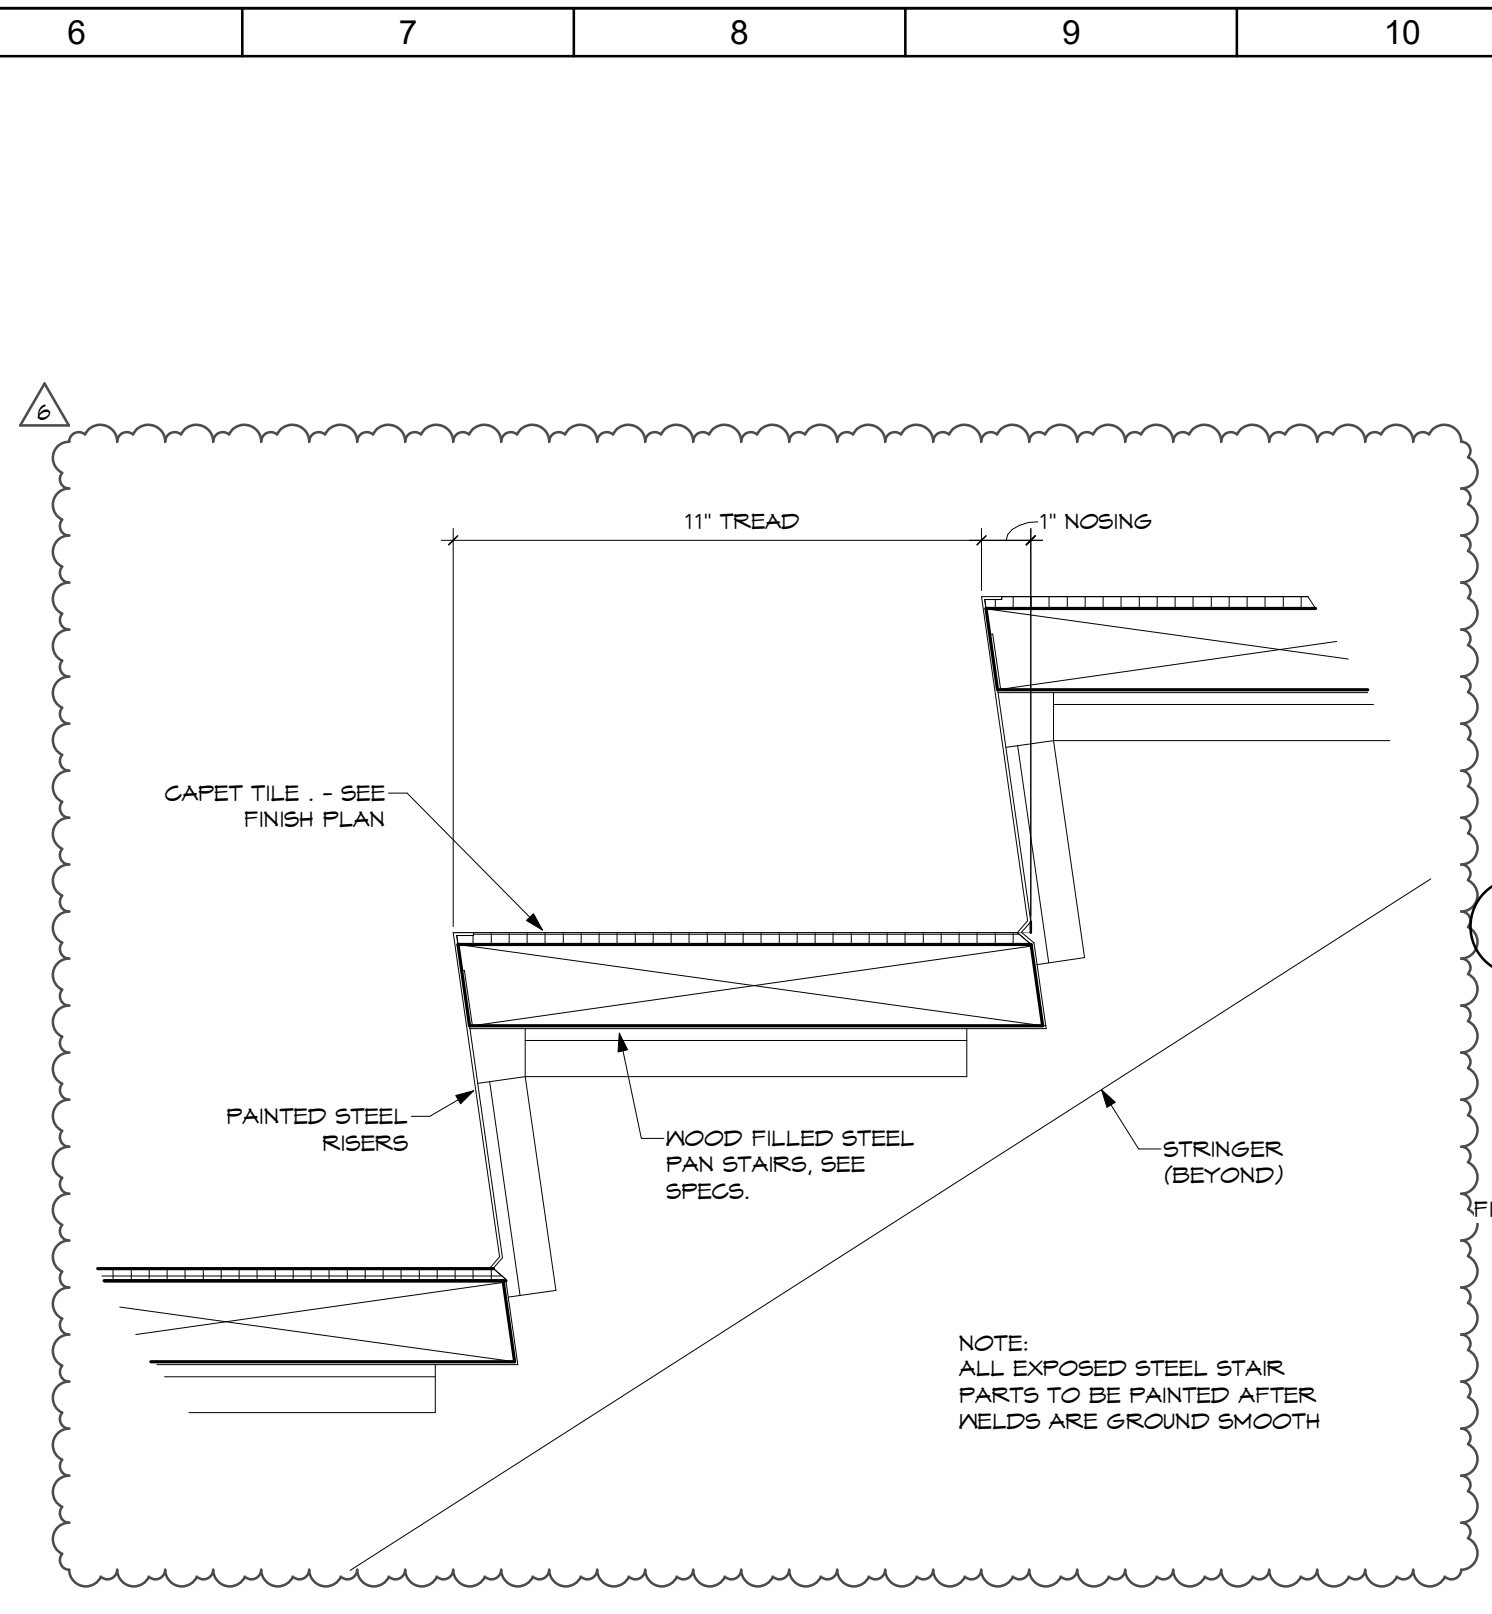 6 7 8 9 10
6
11" TREAD
1" NOSING
CAPET TILE . - SEE
FINISH PLAN
PAINTED STEEL
RISERS
WOOD FILLED STEEL
PAN STAIRS, SEE
SPECS.
STRINGER
(BEYOND)
NOTE:
ALL EXPOSED STEEL STAIR
PARTS TO BE PAINTED AFTER
WELDS ARE GROUND SMOOTH